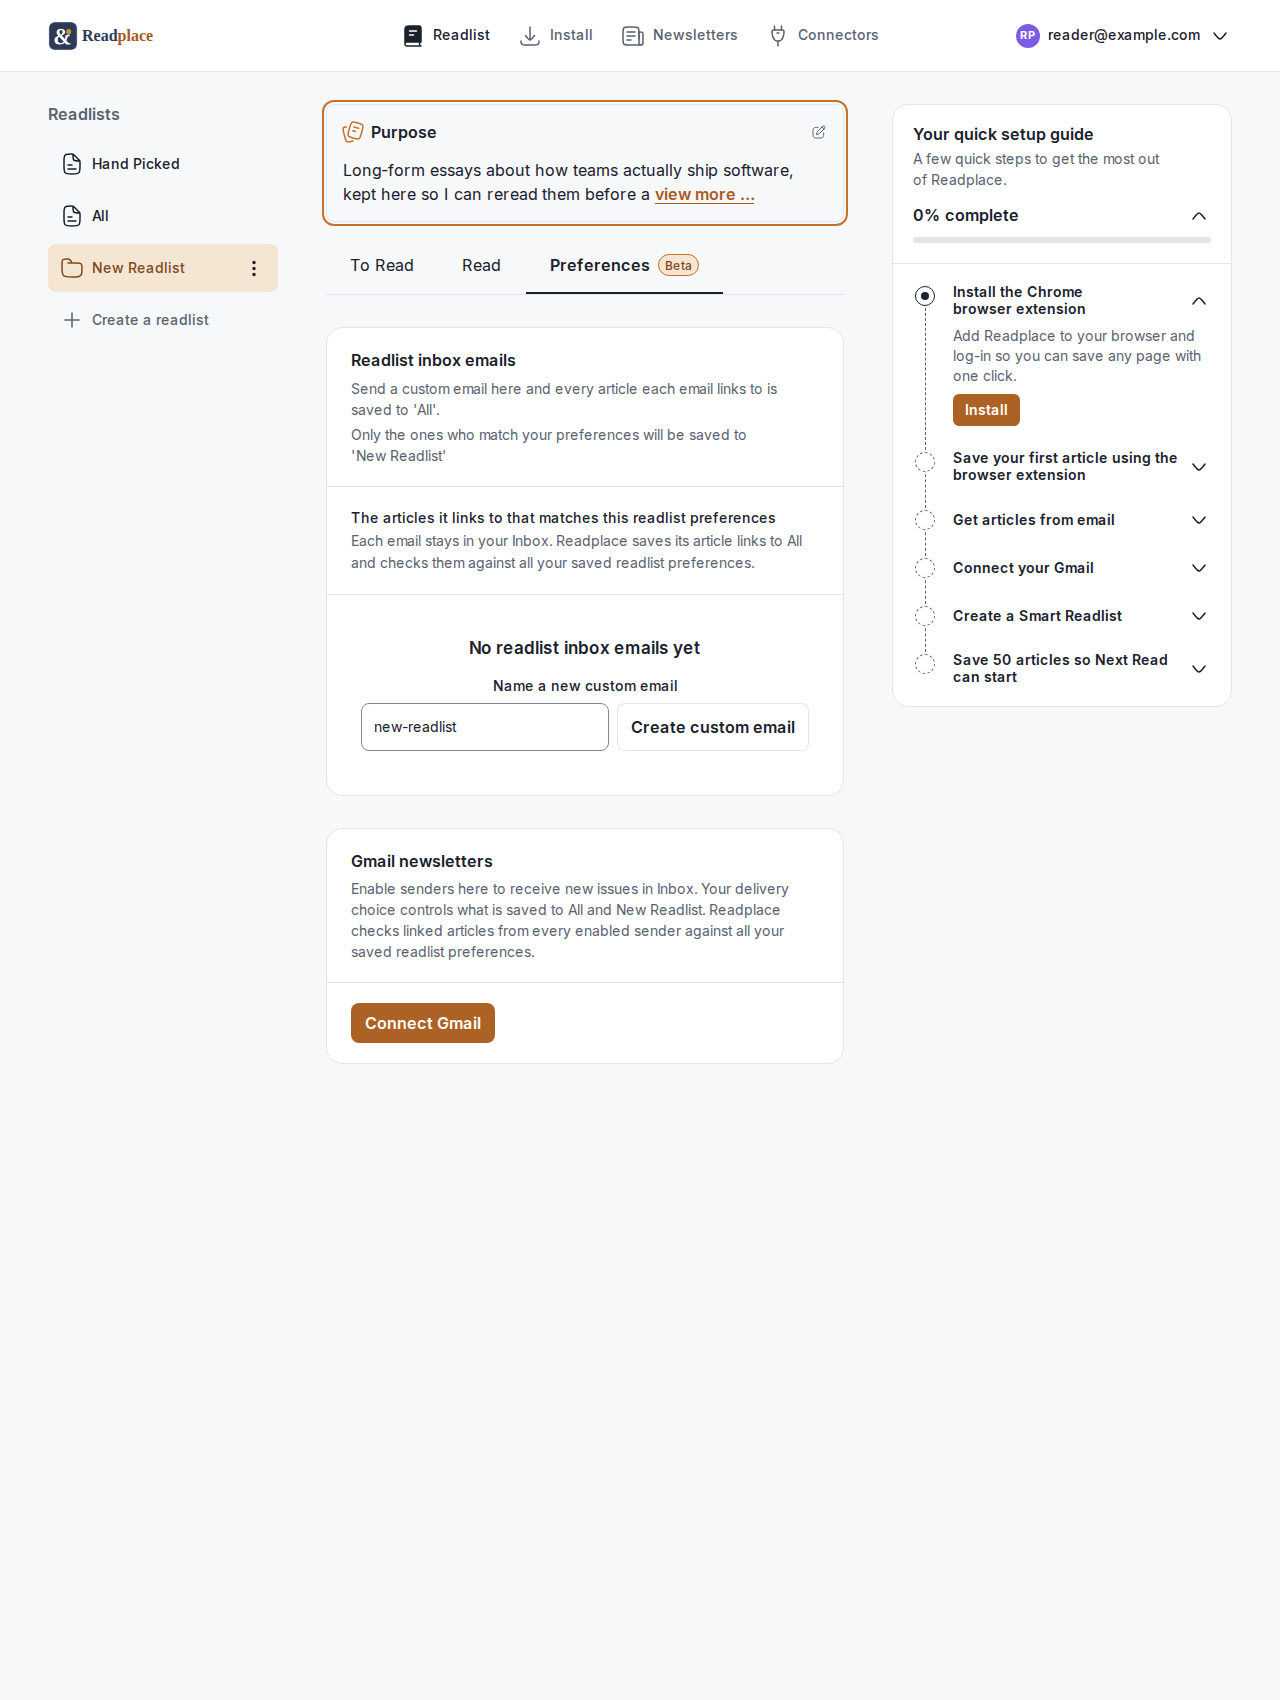 & Readplace
Readlist
Install
Newsletters
Connectors
RP
reader@example.com
Readlists
Hand Picked
All
New Readlist
Create a readlist
Purpose
Long-form essays about how teams actually ship software,
kept here so I can reread them before a view more ...
To Read
Read
Preferences
Beta
Readlist inbox emails
Send a custom email here and every article each email links to is
saved to 'All'.
Only the ones who match your preferences will be saved to
'New Readlist'
The articles it links to that matches this readlist preferences
Each email stays in your Inbox. Readplace saves its article links to All
and checks them against all your saved readlist preferences.
No readlist inbox emails yet
Name a new custom email
new-readlist
Create custom email
Gmail newsletters
Enable senders here to receive new issues in Inbox. Your delivery
choice controls what is saved to All and New Readlist. Readplace
checks linked articles from every enabled sender against all your
saved readlist preferences.
Connect Gmail
Your quick setup guide
A few quick steps to get the most out
of Readplace.
0% complete
Install the Chrome
browser extension
Add Readplace to your browser and
log-in so you can save any page with
one click.
Install
Save your first article using the
browser extension
Get articles from email
Connect your Gmail
Create a Smart Readlist
Save 50 articles so Next Read
can start